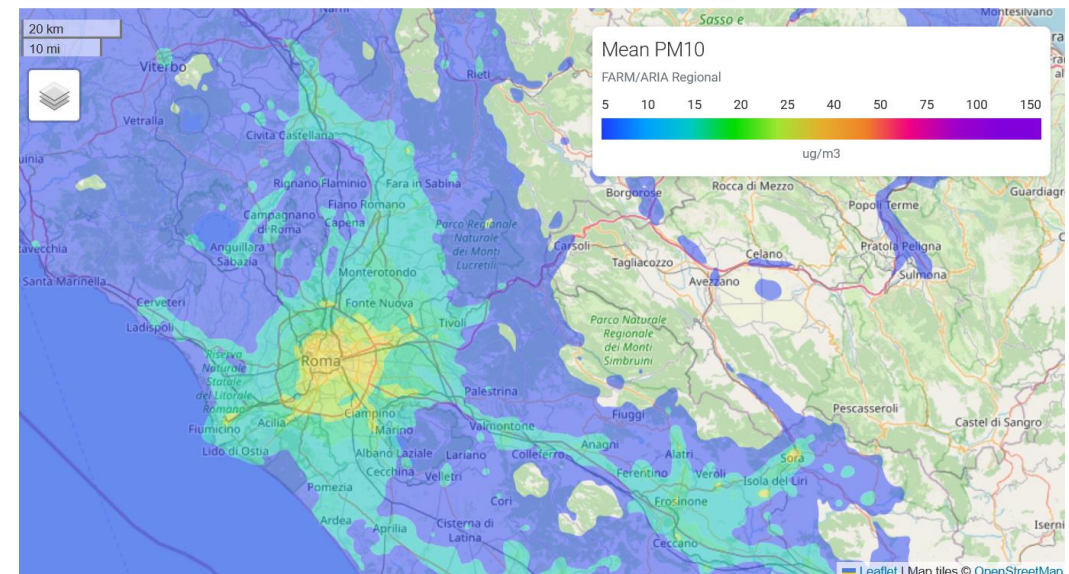 20 km
10 mi
Mean PM10
FARM/ARIA Regional
5 10 15 20 25 40 50 75 100 150
ug/m3
Sasso e
Montesilvano
Viterbo
Rieti
Vetralla
Civita Castellana
Rignano Flaminio
Fara in Sabina
Borgorose
Rocca di Mezzo
Popoli Terme
Guardiagr
Fiano Romano
Campagnano
di Roma
Capena
Parco Regionale
Naturale
dei Monti
Lucretili
Carsoli
Tagliacozzo
Celano
Pratola Peligna
Anguillara
Sabazia
Avezzano
Sulmona
Monterotondo
Santa Marinella
Cerveteri
Fonte Nuova
Ladispoli
Tivoli
Parco Naturale
Regionale
dei Monti
Simbruini
Roma
Riserva
Naturale
Statale
del Litorale
Romano
Palestrina
Pescasseroli
Castel di Sangro
Fiumicino
Acilia
Ciampino
Marino
Valmontone
Fiuggi
Lido di Ostia
Albano Laziale
Lariano
Colleferro
Anagni
Alatri
Sora
Cecchina
Velletri
Ferentino
Veroli
Isola del Liri
Pomezia
Cori
Frosinone
Ardea
Aprilia
Cisterna di
Latina
Ceccano
Iserni
Leaflet | Map tiles © OpenStreetMap